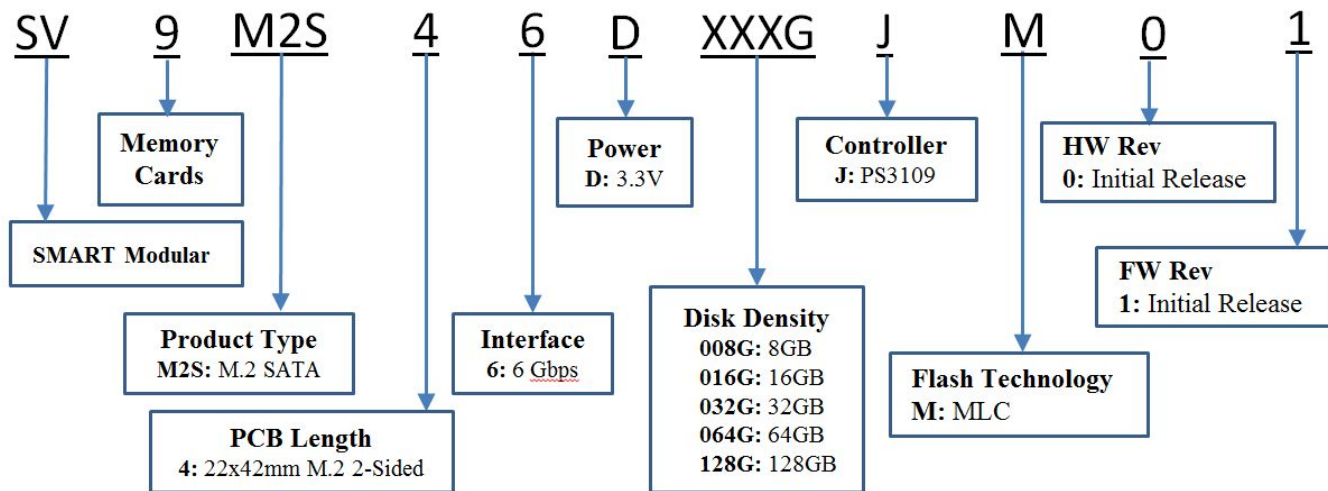 SV 9 M2S 4 6 D XXXG J M 0 1
Memory
Cards
Power
D: 3.3V
Controller
J: PS3109
HW Rev
0: Initial Release
SMART Modular
FW Rev
1: Initial Release
Product Type
M2S: M.2 SATA
Interface
6: 6 Gbps
Disk Density
008G: 8GB
016G: 16GB
032G: 32GB
064G: 64GB
128G: 128GB
Flash Technology
M: MLC
PCB Length
4: 22x42mm M.2 2-Sided